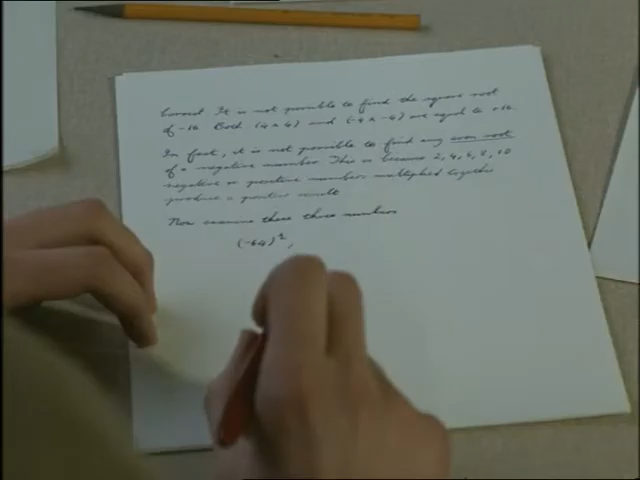 Correct It is not possible to find the square root
of -16 Both (4 x 4) and (-4 x -4) are equal to +16
In fact, it is not possible to find any even root
of a negative number This is because 2, 4, 6, 8, 10
negative or positive numbers multiplied together
produce a positive result
Now examine these three numbers
(-64)²,